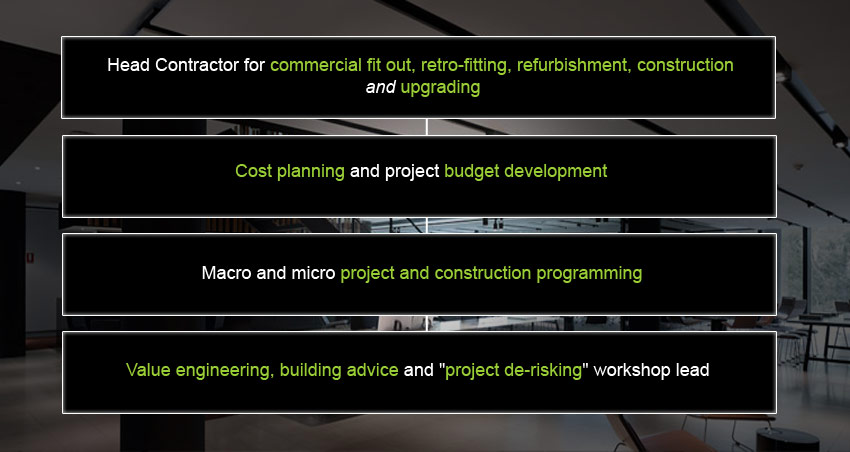 Head Contractor for commercial fit out, retro-fitting, refurbishment, construction
and upgrading
Cost planning and project budget development
Macro and micro project and construction programming
Value engineering, building advice and "project de-risking" workshop lead